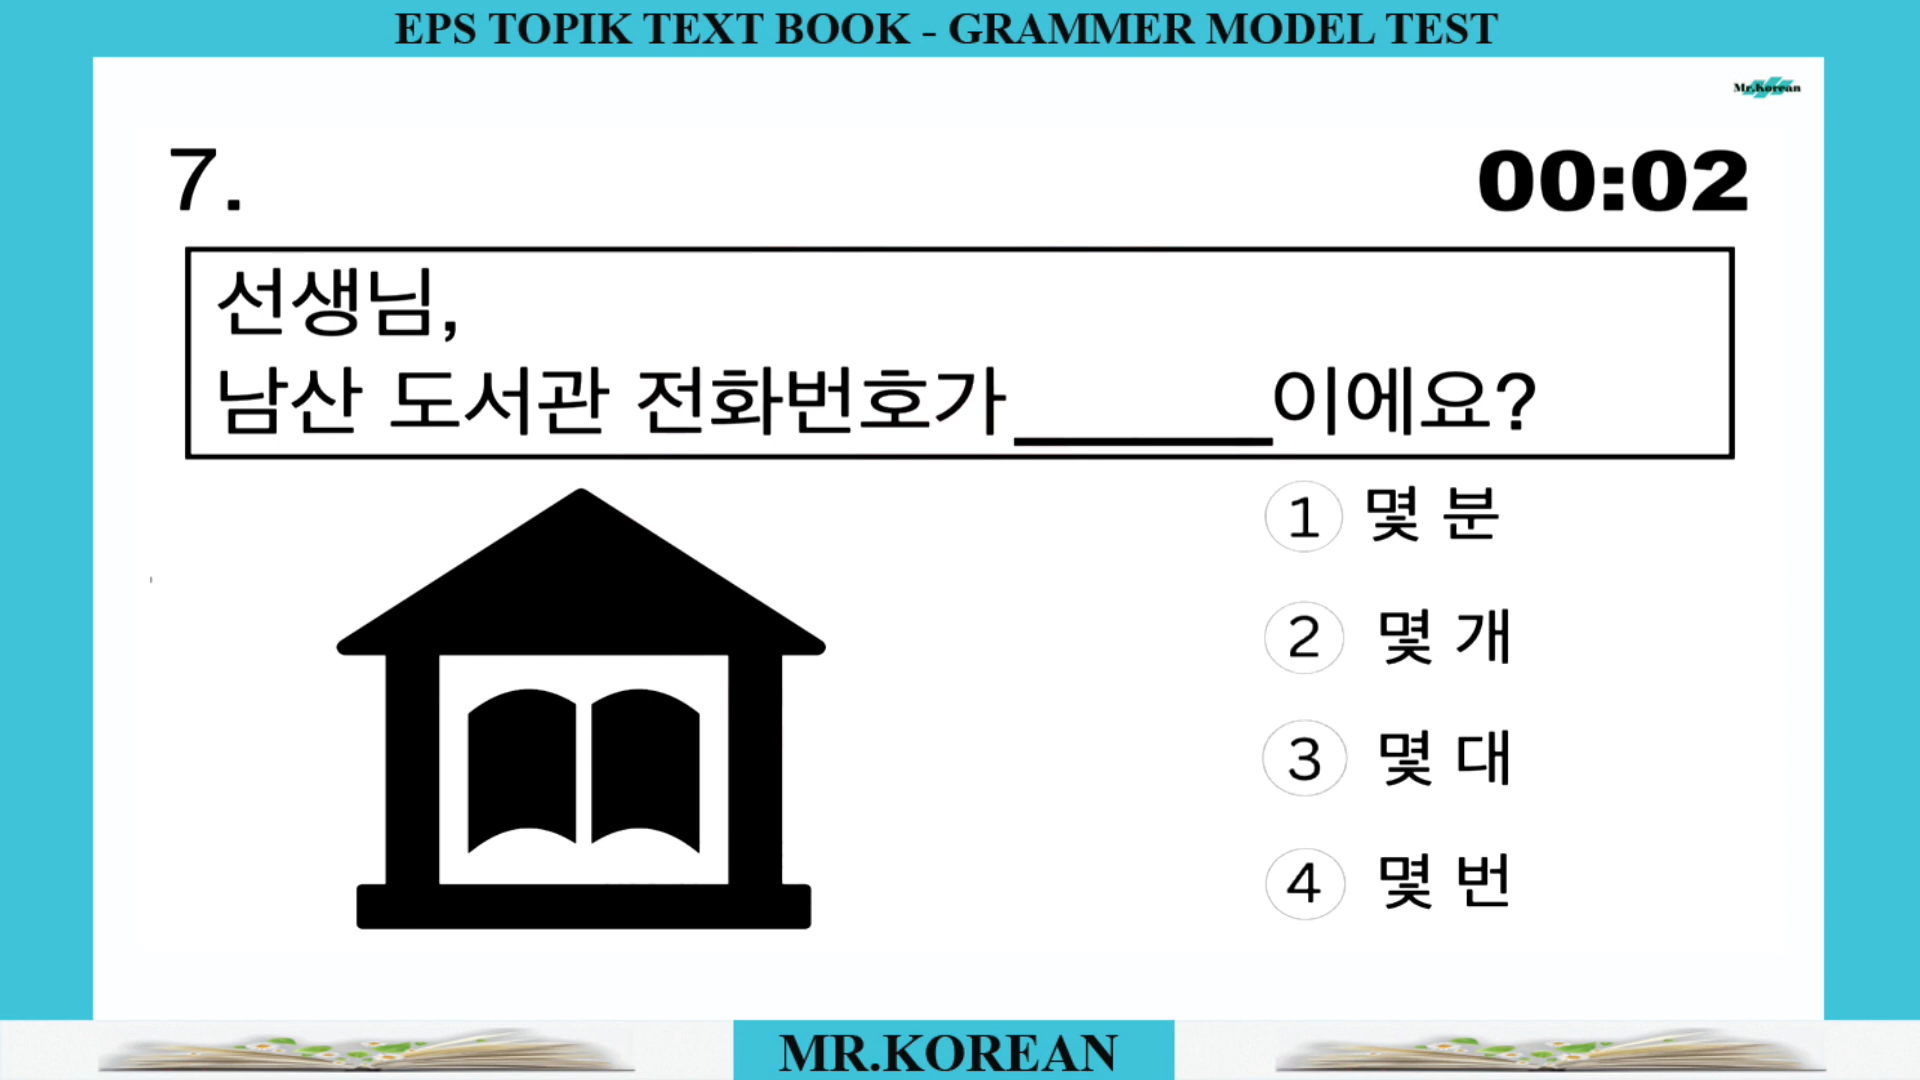 EPS TOPIK TEXT BOOK - GRAMMER MODEL TEST
Mr.Korean
7.
00:02
선생님,
남산 도서관 전화번호가______이에요?
1 몇 분
2 몇 개
3 몇 대
4 몇 번
MR.KOREAN